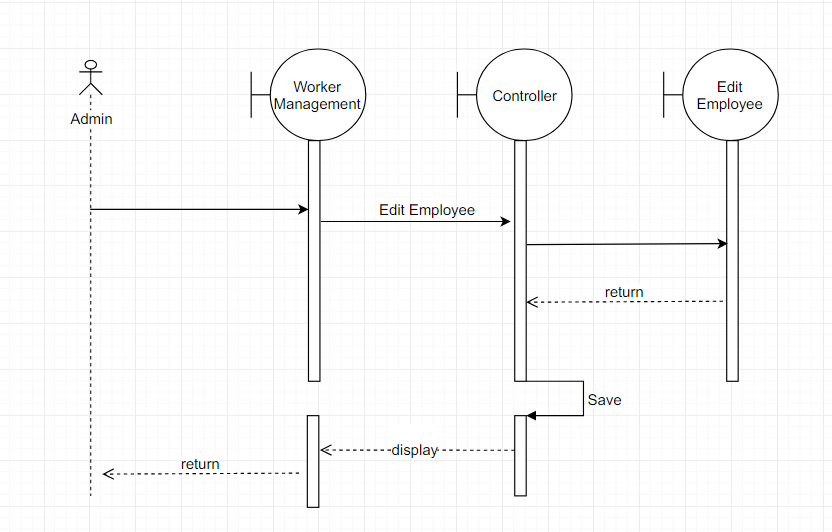 Worker
Management
Controller
Edit
Employee
Admin
Edit Employee
return
Save
display
return